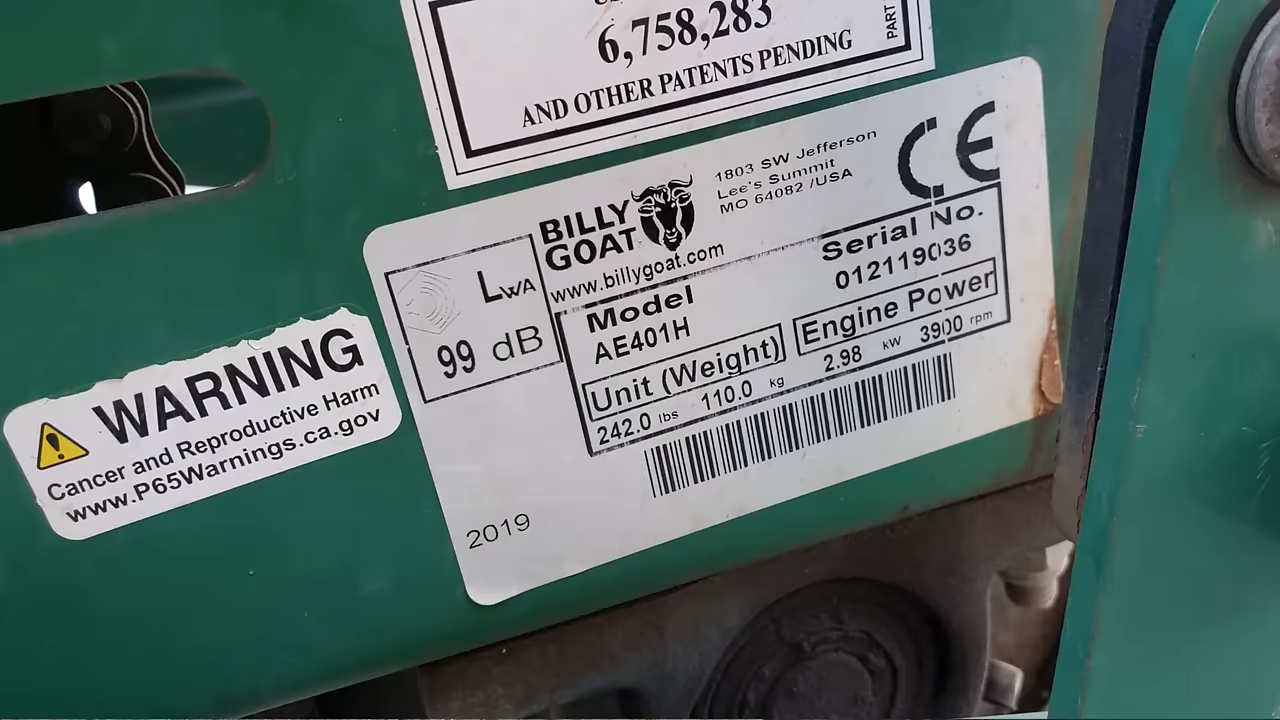 6,758,283
AND OTHER PATENTS PENDING
PART
BILLY
GOAT
www.billygoat.com
1803 SW Jefferson
Lee's Summit
MO 64082 /USA
CE
LWA
99 dB
Model
AE401H
Serial No.
012119036
Unit (Weight)
242.0 lbs 110.0 kg
Engine Power
2.98 kW 3900 rpm
2019
WARNING
Cancer and Reproductive Harm
www.P65Warnings.ca.gov